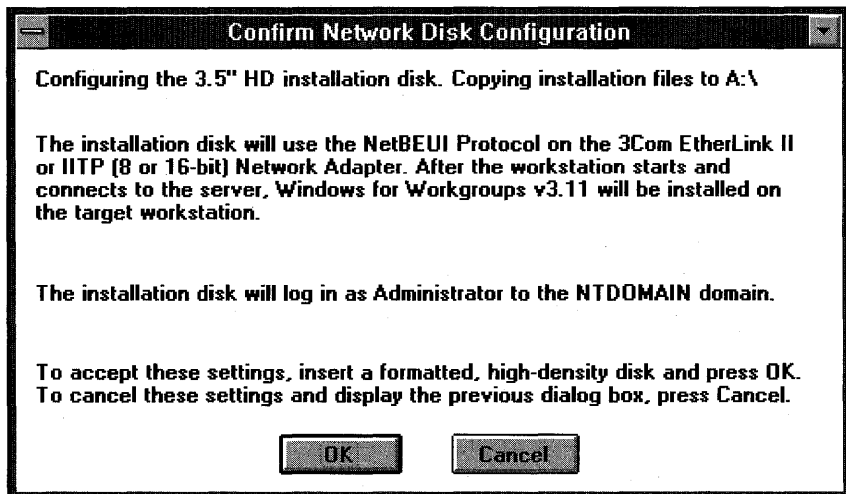 Confirm Network Disk Configuration
Configuring the 3.5" HD installation disk. Copying installation files to A:\
The installation disk will use the NetBEUI Protocol on the 3Com EtherLink II
or IITP (8 or 16-bit) Network Adapter. After the workstation starts and
connects to the server, Windows for Workgroups v3.11 will be installed on
the target workstation.
The installation disk will log in as Administrator to the NTDOMAIN domain.
To accept these settings, insert a formatted, high-density disk and press OK.
To cancel these settings and display the previous dialog box, press Cancel.
OK
Cancel